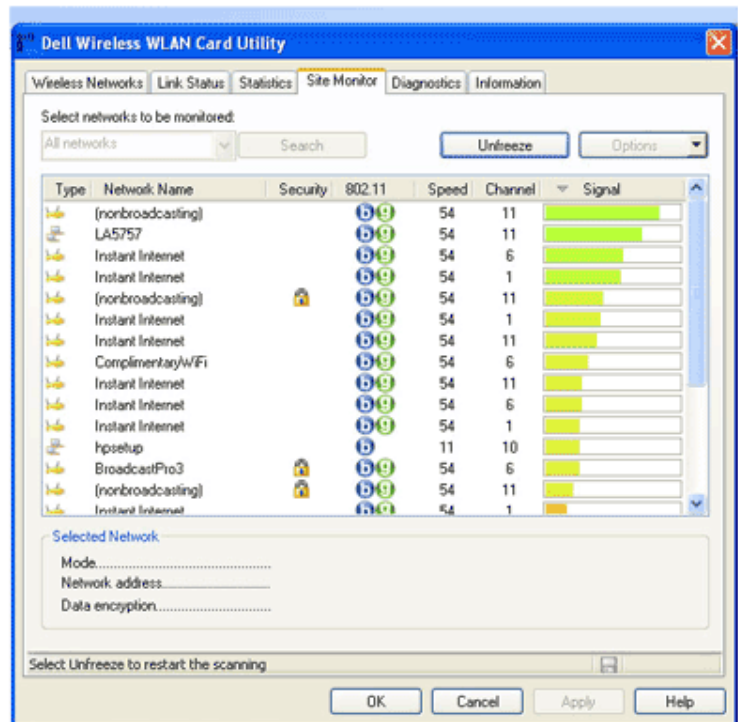 Dell Wireless WLAN Card Utility
Wireless Networks Link Status Statistics Site Monitor Diagnostics Information
Select networks to be monitored:
All networks Search Unfreeze Options
Type Network Name Security 802.11 Speed Channel Signal
(nonbroadcasting) b g 54 11
LA5757 b g 54 11
Instant Internet b g 54 6
Instant Internet b g 54 1
(nonbroadcasting) b g 54 11
Instant Internet b g 54 1
Instant Internet b g 54 11
ComplimentaryWiFi b g 54 6
Instant Internet b g 54 11
Instant Internet b g 54 6
Instant Internet b g 54 1
hpsetup b 11 10
BroadcastPro3 b g 54 6
(nonbroadcasting) b g 54 11
Instant Internet b g 54 1
Selected Network
Mode
Network address
Data encryption
Select Unfreeze to restart the scanning
OK Cancel Apply Help